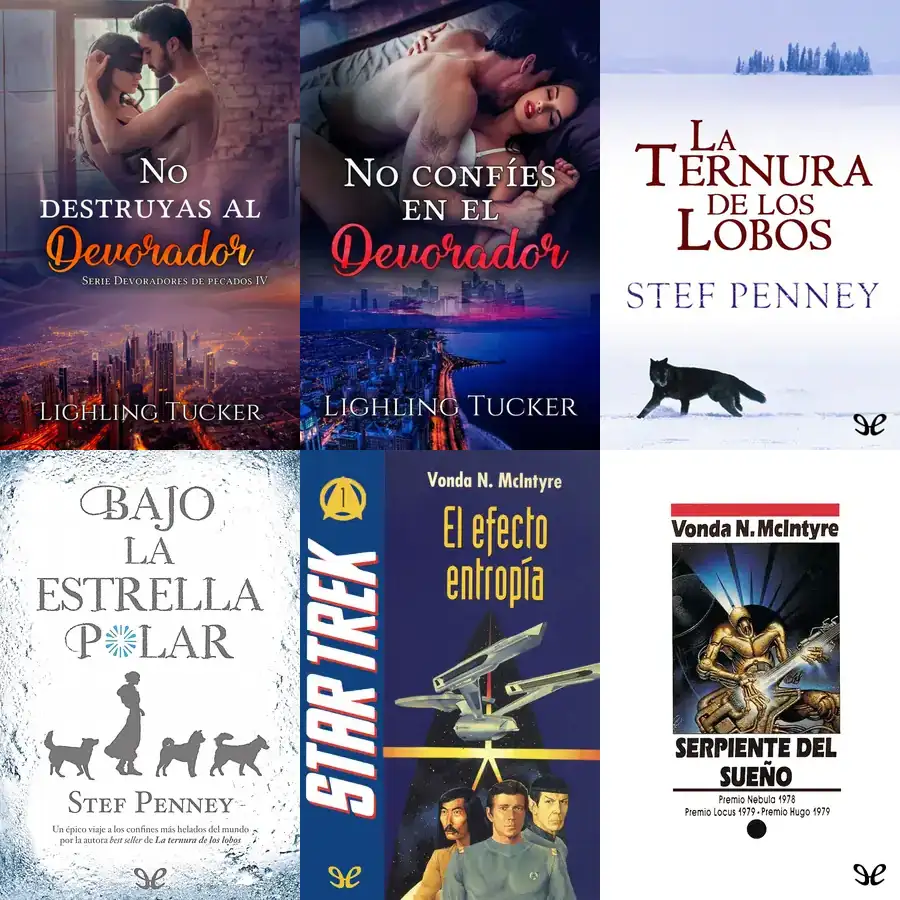 No
destruyas al
Devorador
Serie Devoradores de pecados IV
Lighling Tucker
No confíes
en el
Devorador
Lighling Tucker
La
Ternura
de los
Lobos
Stef Penney
Bajo
la
estrella
polar
Stef Penney
Un épico viaje a los confines más helados del mundo
por la autora best seller de La ternura de los lobos
1
STAR TREK
Vonda N. McIntyre
El efecto
entropía
Vonda N. McIntyre
SERPIENTE DEL
SUEÑO
Premio Nebula 1978
Premio Locus 1979 - Premio Hugo 1979